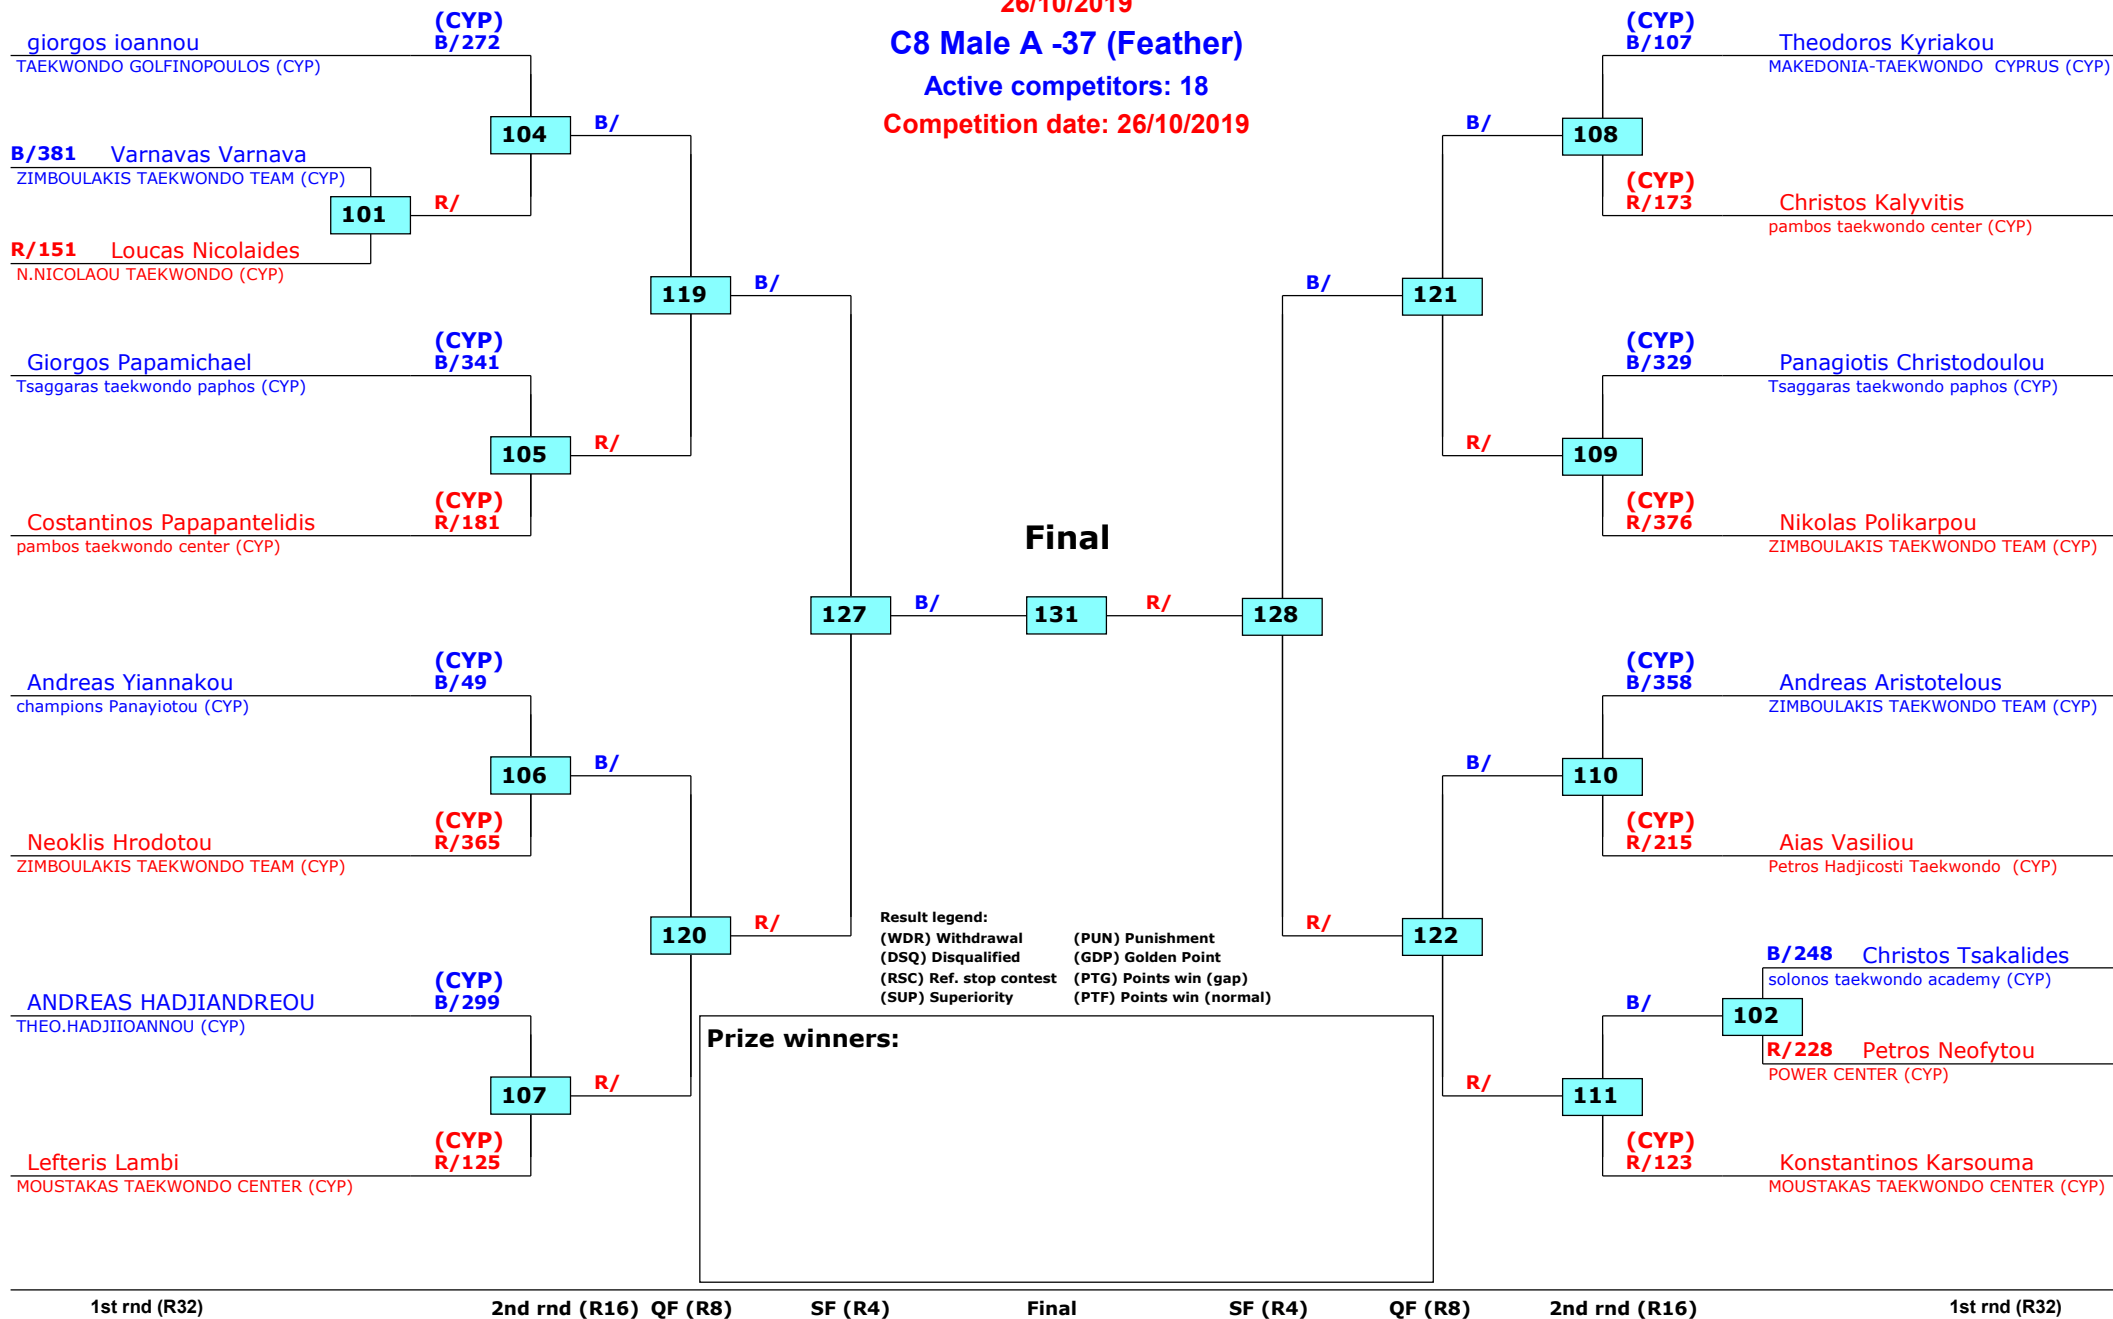 26/10/2019
C8 Male A -37 (Feather)
Active competitors: 18
Competition date: 26/10/2019
(CYP)
giorgos ioannou B/272
TAEKWONDO GOLFINOPOULOS (CYP)
104 B/
B/381 Varnavas Varnava
ZIMBOULAKIS TAEKWONDO TEAM (CYP)
101 R/
R/151 Loucas Nicolaides
N.NICOLAOU TAEKWONDO (CYP)
119 B/
(CYP)
Giorgos Papamichael B/341
Tsaggaras taekwondo paphos (CYP)
105 R/
(CYP)
Costantinos Papapantelidis R/181
pambos taekwondo center (CYP)
127 B/
(CYP)
Andreas Yiannakou B/49
champions Panayiotou (CYP)
106 B/
(CYP)
Neoklis Hrodotou R/365
ZIMBOULAKIS TAEKWONDO TEAM (CYP)
120 R/
(CYP)
ANDREAS HADJIANDREOU B/299
THEO.HADJIIOANNOU (CYP)
107 R/
(CYP)
Lefteris Lambi R/125
MOUSTAKAS TAEKWONDO CENTER (CYP)
Final
131
(CYP)
B/107 Theodoros Kyriakou
MAKEDONIA-TAEKWONDO CYPRUS (CYP)
B/ 108
(CYP)
R/173 Christos Kalyvitis
pambos taekwondo center (CYP)
B/ 121
(CYP)
B/329 Panagiotis Christodoulou
Tsaggaras taekwondo paphos (CYP)
R/ 109
(CYP)
R/376 Nikolas Polikarpou
ZIMBOULAKIS TAEKWONDO TEAM (CYP)
R/ 128
(CYP)
B/358 Andreas Aristotelous
ZIMBOULAKIS TAEKWONDO TEAM (CYP)
B/ 110
(CYP)
R/215 Aias Vasiliou
Petros Hadjicosti Taekwondo (CYP)
R/ 122
B/248 Christos Tsakalides
solonos taekwondo academy (CYP)
B/ 102
R/228 Petros Neofytou
POWER CENTER (CYP)
R/ 111
(CYP)
R/123 Konstantinos Karsouma
MOUSTAKAS TAEKWONDO CENTER (CYP)
Result legend:
(WDR) Withdrawal (PUN) Punishment
(DSQ) Disqualified (GDP) Golden Point
(RSC) Ref. stop contest (PTG) Points win (gap)
(SUP) Superiority (PTF) Points win (normal)
Prize winners:
1st rnd (R32) 2nd rnd (R16) QF (R8) SF (R4) Final SF (R4) QF (R8) 2nd rnd (R16) 1st rnd (R32)